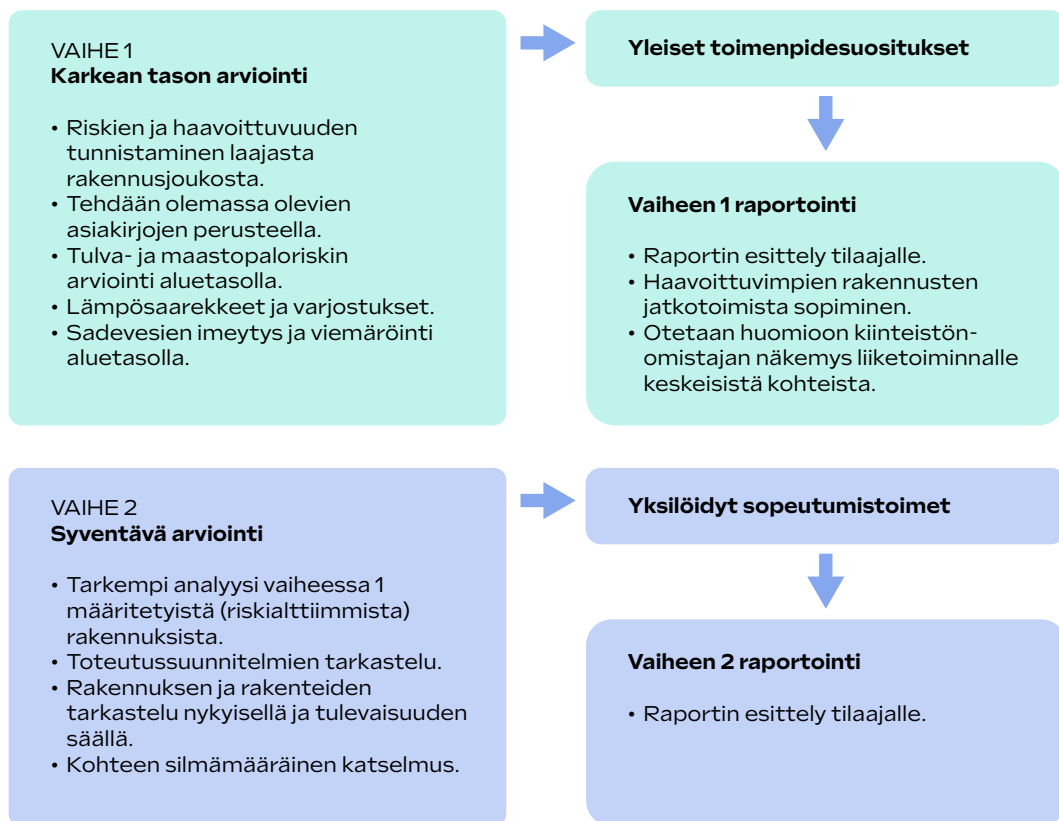 VAIHE 1
Karkean tason arviointi
• Riskien ja haavoittuvuuden
tunnistaminen laajasta
rakennusjoukosta.
• Tehdään olemassa olevien
asiakirjojen perusteella.
• Tulva- ja maastopaloriskin
arviointi aluetasolla.
• Lämpösaarekkeet ja varjostukset.
• Sadevesien imeytys ja viemäröinti
aluetasolla.
Yleiset toimenpidesuositukset
Vaiheen 1 raportointi
• Raportin esittely tilaajalle.
• Haavoittuvimpien rakennusten
jatkotoimista sopiminen.
• Otetaan huomioon kiinteistön-
omistajan näkemys liiketoiminnalle
keskeisistä kohteista.
VAIHE 2
Syventävä arviointi
• Tarkempi analyysi vaiheessa 1
määritetyistä (riskialttiimmista)
rakennuksista.
• Toteutussuunnitelmien tarkastelu.
• Rakennuksen ja rakenteiden
tarkastelu nykyisellä ja tulevaisuuden
säällä.
• Kohteen silmämääräinen katselmus.
Yksilöidyt sopeutumistoimet
Vaiheen 2 raportointi
• Raportin esittely tilaajalle.